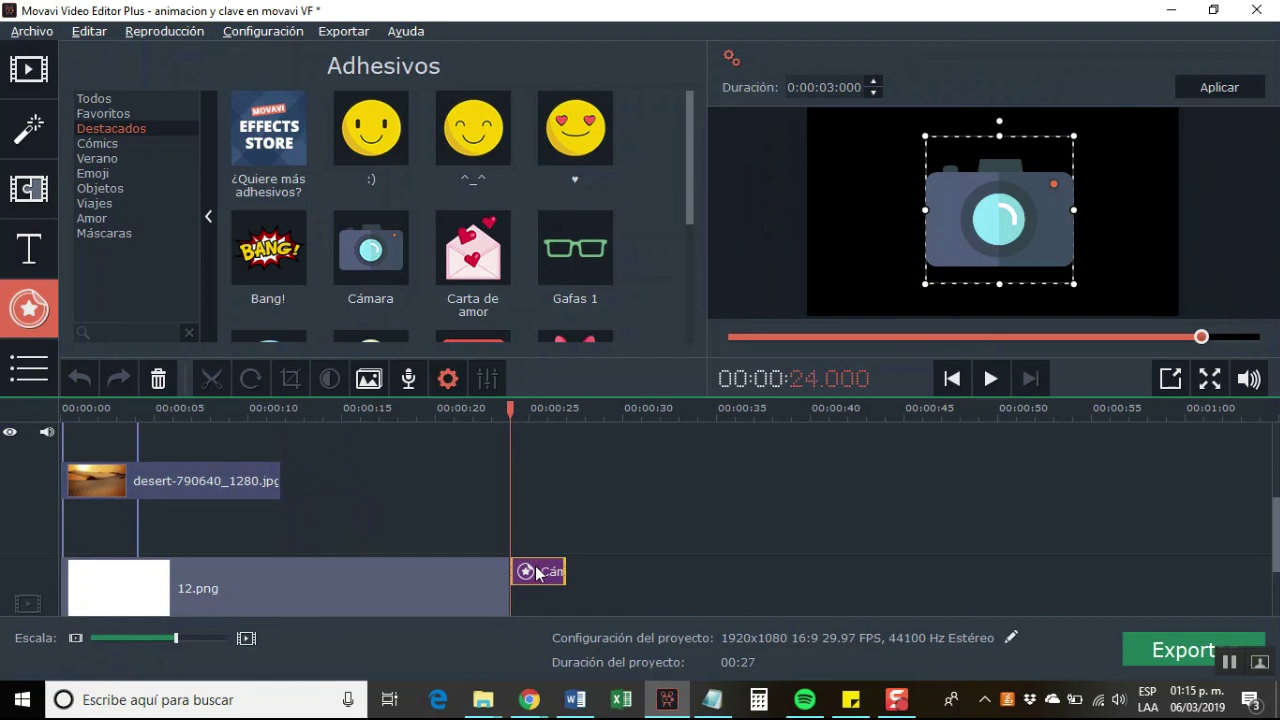 Movavi Video Editor Plus - animacion y clave en movavi VF *
Archivo Editar Reproducción Configuración Exportar Ayuda
Adhesivos
Todos
Favoritos
Destacados
Cómics
Verano
Emoji
Objetos
Viajes
Amor
Máscaras
MOVAVI
EFFECTS
STORE
¿Quiere más
adhesivos?
:)
^_^
♥
BANG!
Bang!
Cámara
Carta de
amor
Gafas 1
Duración: 0:00:03:000
Aplicar
00:00:24.000
00:00:00 00:00:05 00:00:10 00:00:15 00:00:20 00:00:25 00:00:30 00:00:35 00:00:40 00:00:45 00:00:50 00:00:55 00:01:00
desert-790640_1280.jpg
12.png
Cám
Escala:
Configuración del proyecto: 1920x1080 16:9 29.97 FPS, 44100 Hz Estéreo
Duración del proyecto: 00:27
Export
Escribe aquí para buscar
ESP
LAA
01:15 p. m.
06/03/2019
3